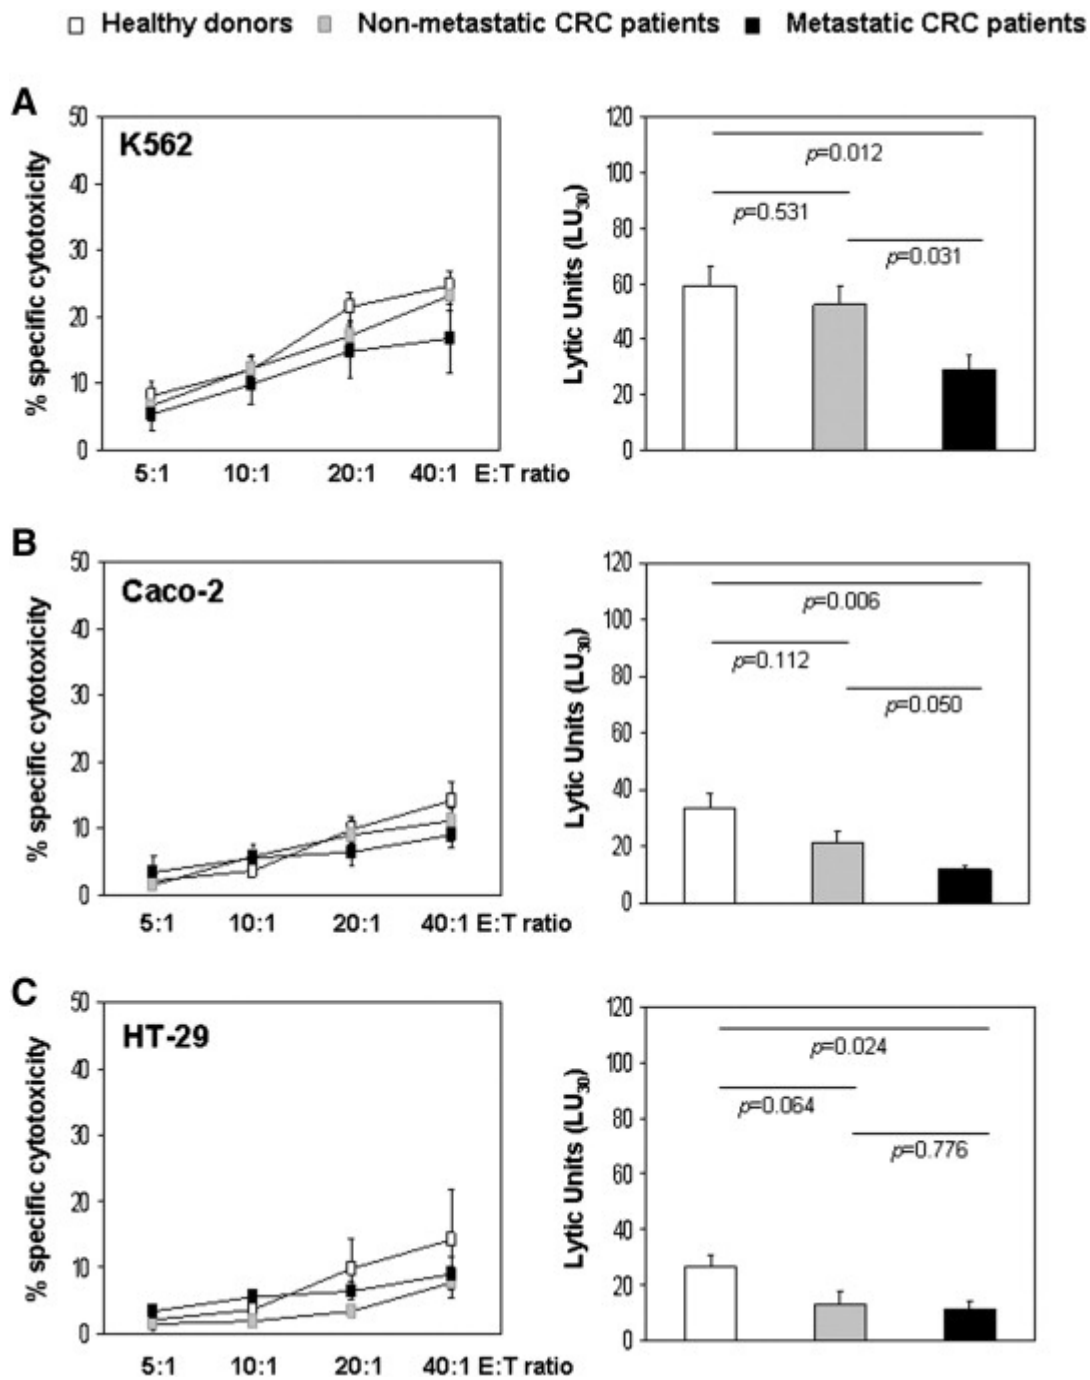 Healthy donors Non-metastatic CRC patients Metastatic CRC patients
A
K562
% specific cytotoxicity
50
40
30
20
10
0
5:1 10:1 20:1 40:1 E:T ratio
Lytic Units (LU30)
120
100
80
60
40
20
0
p=0.012
p=0.531
p=0.031
B
Caco-2
% specific cytotoxicity
50
40
30
20
10
0
5:1 10:1 20:1 40:1 E:T ratio
Lytic Units (LU30)
120
100
80
60
40
20
0
p=0.006
p=0.112
p=0.050
C
HT-29
% specific cytotoxicity
50
40
30
20
10
0
5:1 10:1 20:1 40:1 E:T ratio
Lytic Units (LU30)
120
100
80
60
40
20
0
p=0.024
p=0.064
p=0.776